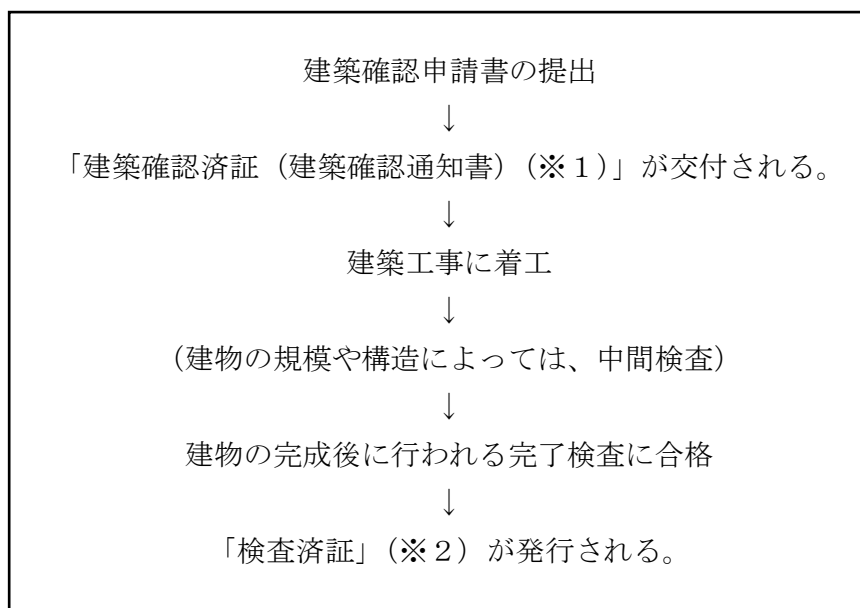 建築確認申請書の提出
↓
「建築確認済証（建築確認通知書）（※１）」が交付される。
↓
建築工事に着工
↓
（建物の規模や構造によっては、中間検査）
↓
建物の完成後に行われる完了検査に合格
↓
「検査済証」（※２）が発行される。